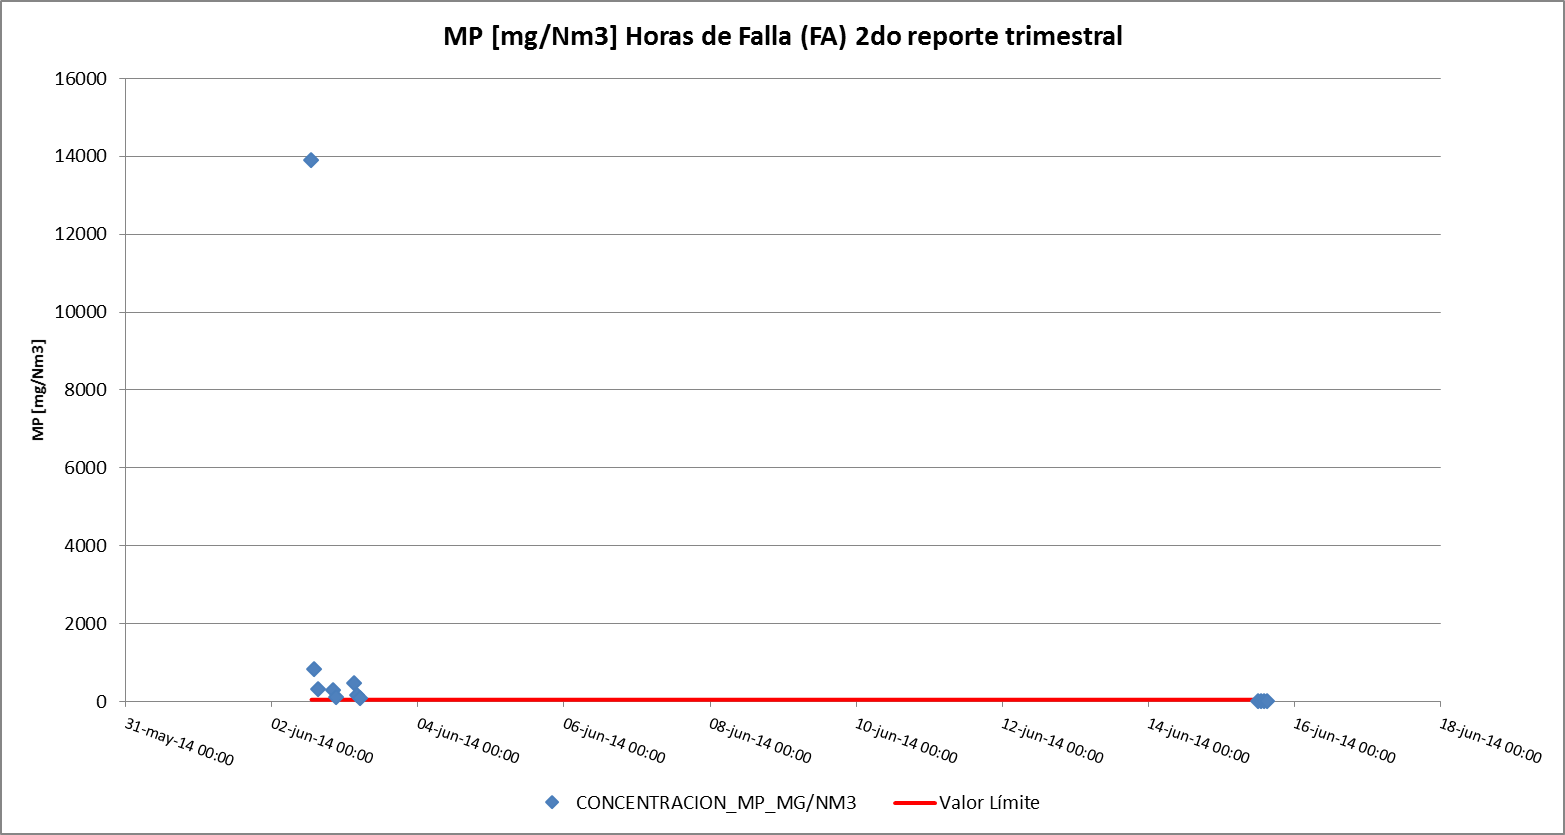 MP [mg/Nm3] Horas de Falla (FA) 2do reporte trimestral
16000
14000
12000
10000
8000
6000
4000
2000
0
MP [mg/Nm3]
31-may-14 00:00
02-jun-14 00:00
04-jun-14 00:00
06-jun-14 00:00
08-jun-14 00:00
10-jun-14 00:00
12-jun-14 00:00
14-jun-14 00:00
16-jun-14 00:00
18-jun-14 00:00
CONCENTRACION_MP_MG/NM3
Valor Límite